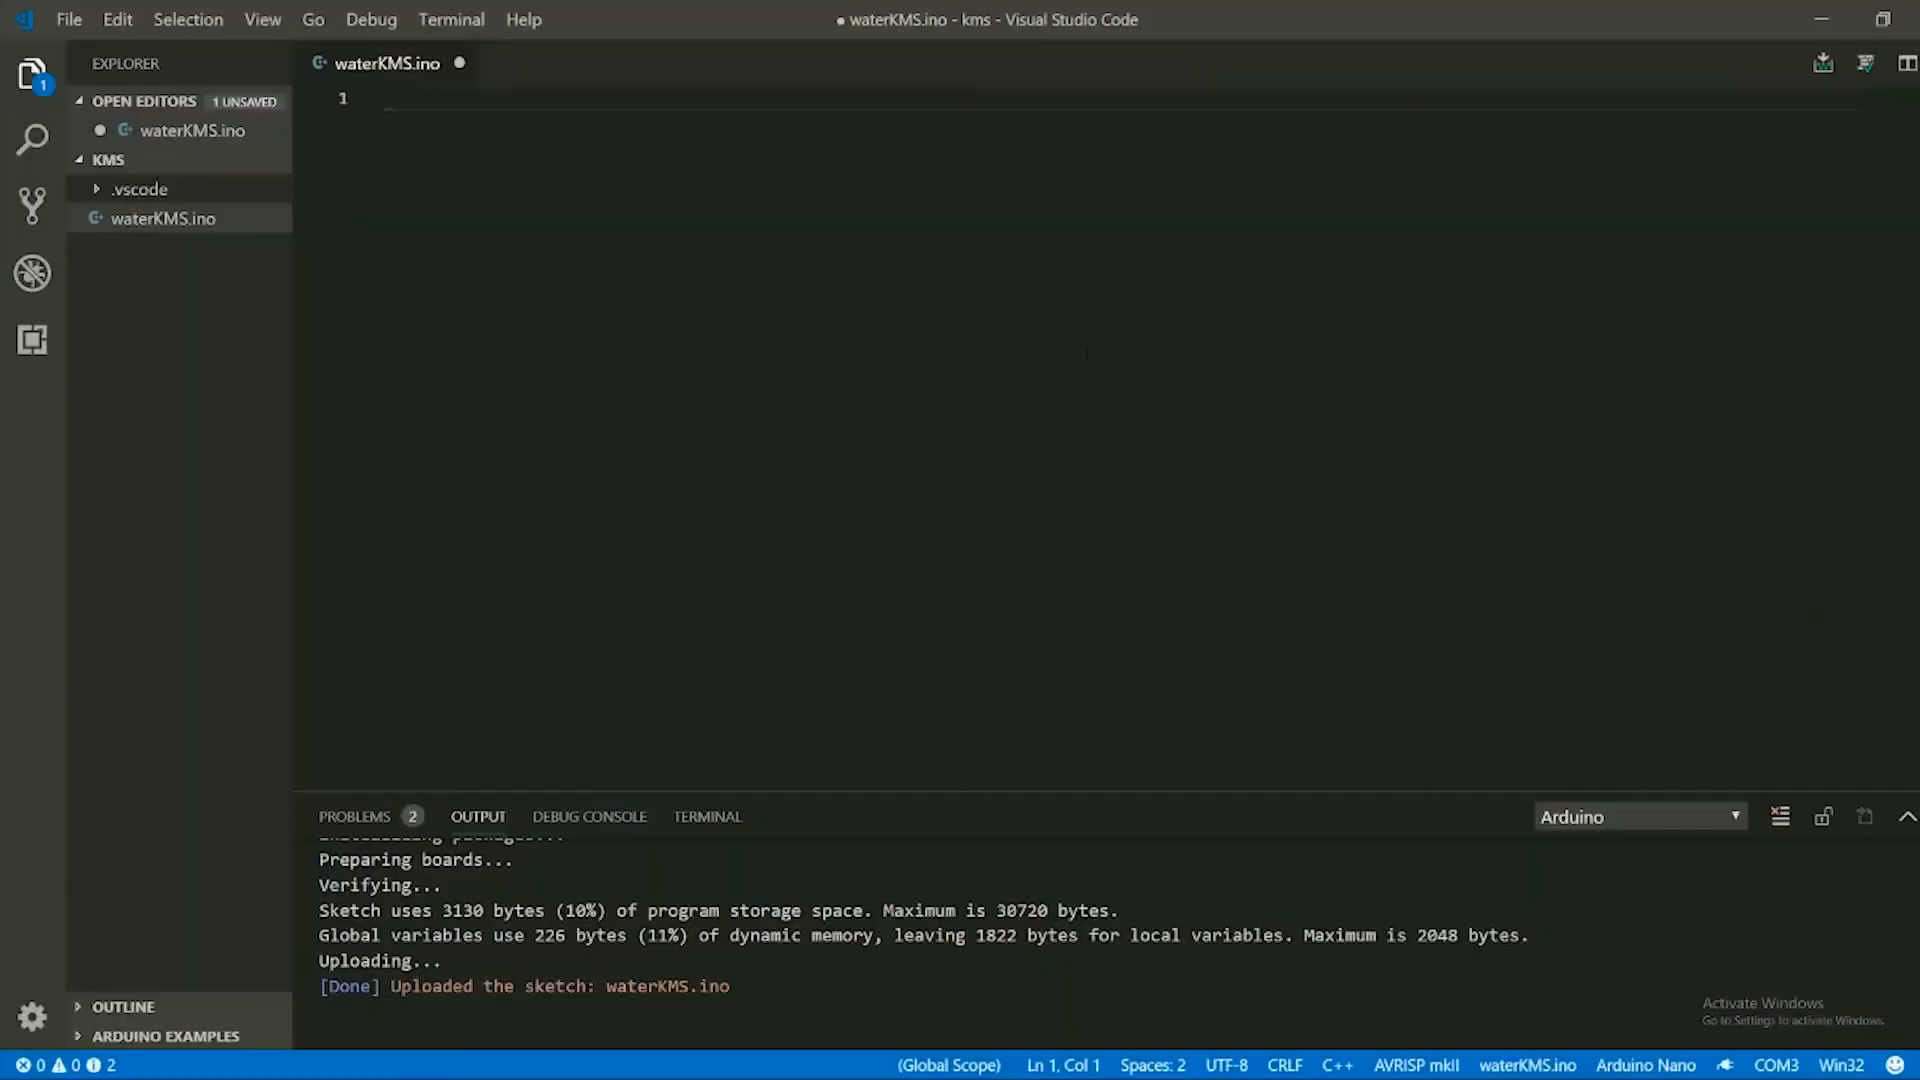 File Edit Selection View Go Debug Terminal Help
● waterKMS.ino - kms - Visual Studio Code
EXPLORER
waterKMS.ino ●
1
OPEN EDITORS 1 UNSAVED
1
● waterKMS.ino
KMS
.vscode
waterKMS.ino
PROBLEMS 2 OUTPUT DEBUG CONSOLE TERMINAL
Arduino
Initializing packages...
Preparing boards...
Verifying...
Sketch uses 3130 bytes (10%) of program storage space. Maximum is 30720 bytes.
Global variables use 226 bytes (11%) of dynamic memory, leaving 1822 bytes for local variables. Maximum is 2048 bytes.
Uploading...
[Done] Uploaded the sketch: waterKMS.ino
Activate Windows
Go to Settings to activate Windows.
OUTLINE
ARDUINO EXAMPLES
0 0 2
(Global Scope) Ln 1, Col 1 Spaces: 2 UTF-8 CRLF C++ AVRISP mkII waterKMS.ino Arduino Nano COM3 Win32